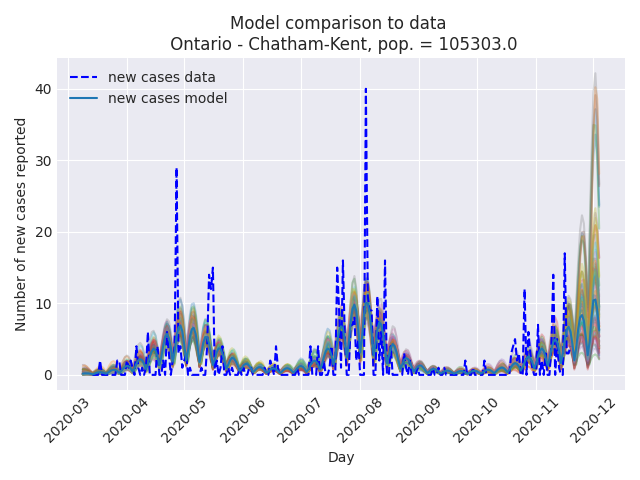 Model comparison to data
Ontario - Chatham-Kent, pop. = 105303.0
new cases data
new cases model
Number of new cases reported
40
30
20
10
0
2020-03
2020-04
2020-05
2020-06
2020-07
2020-08
2020-09
2020-10
2020-11
2020-12
Day